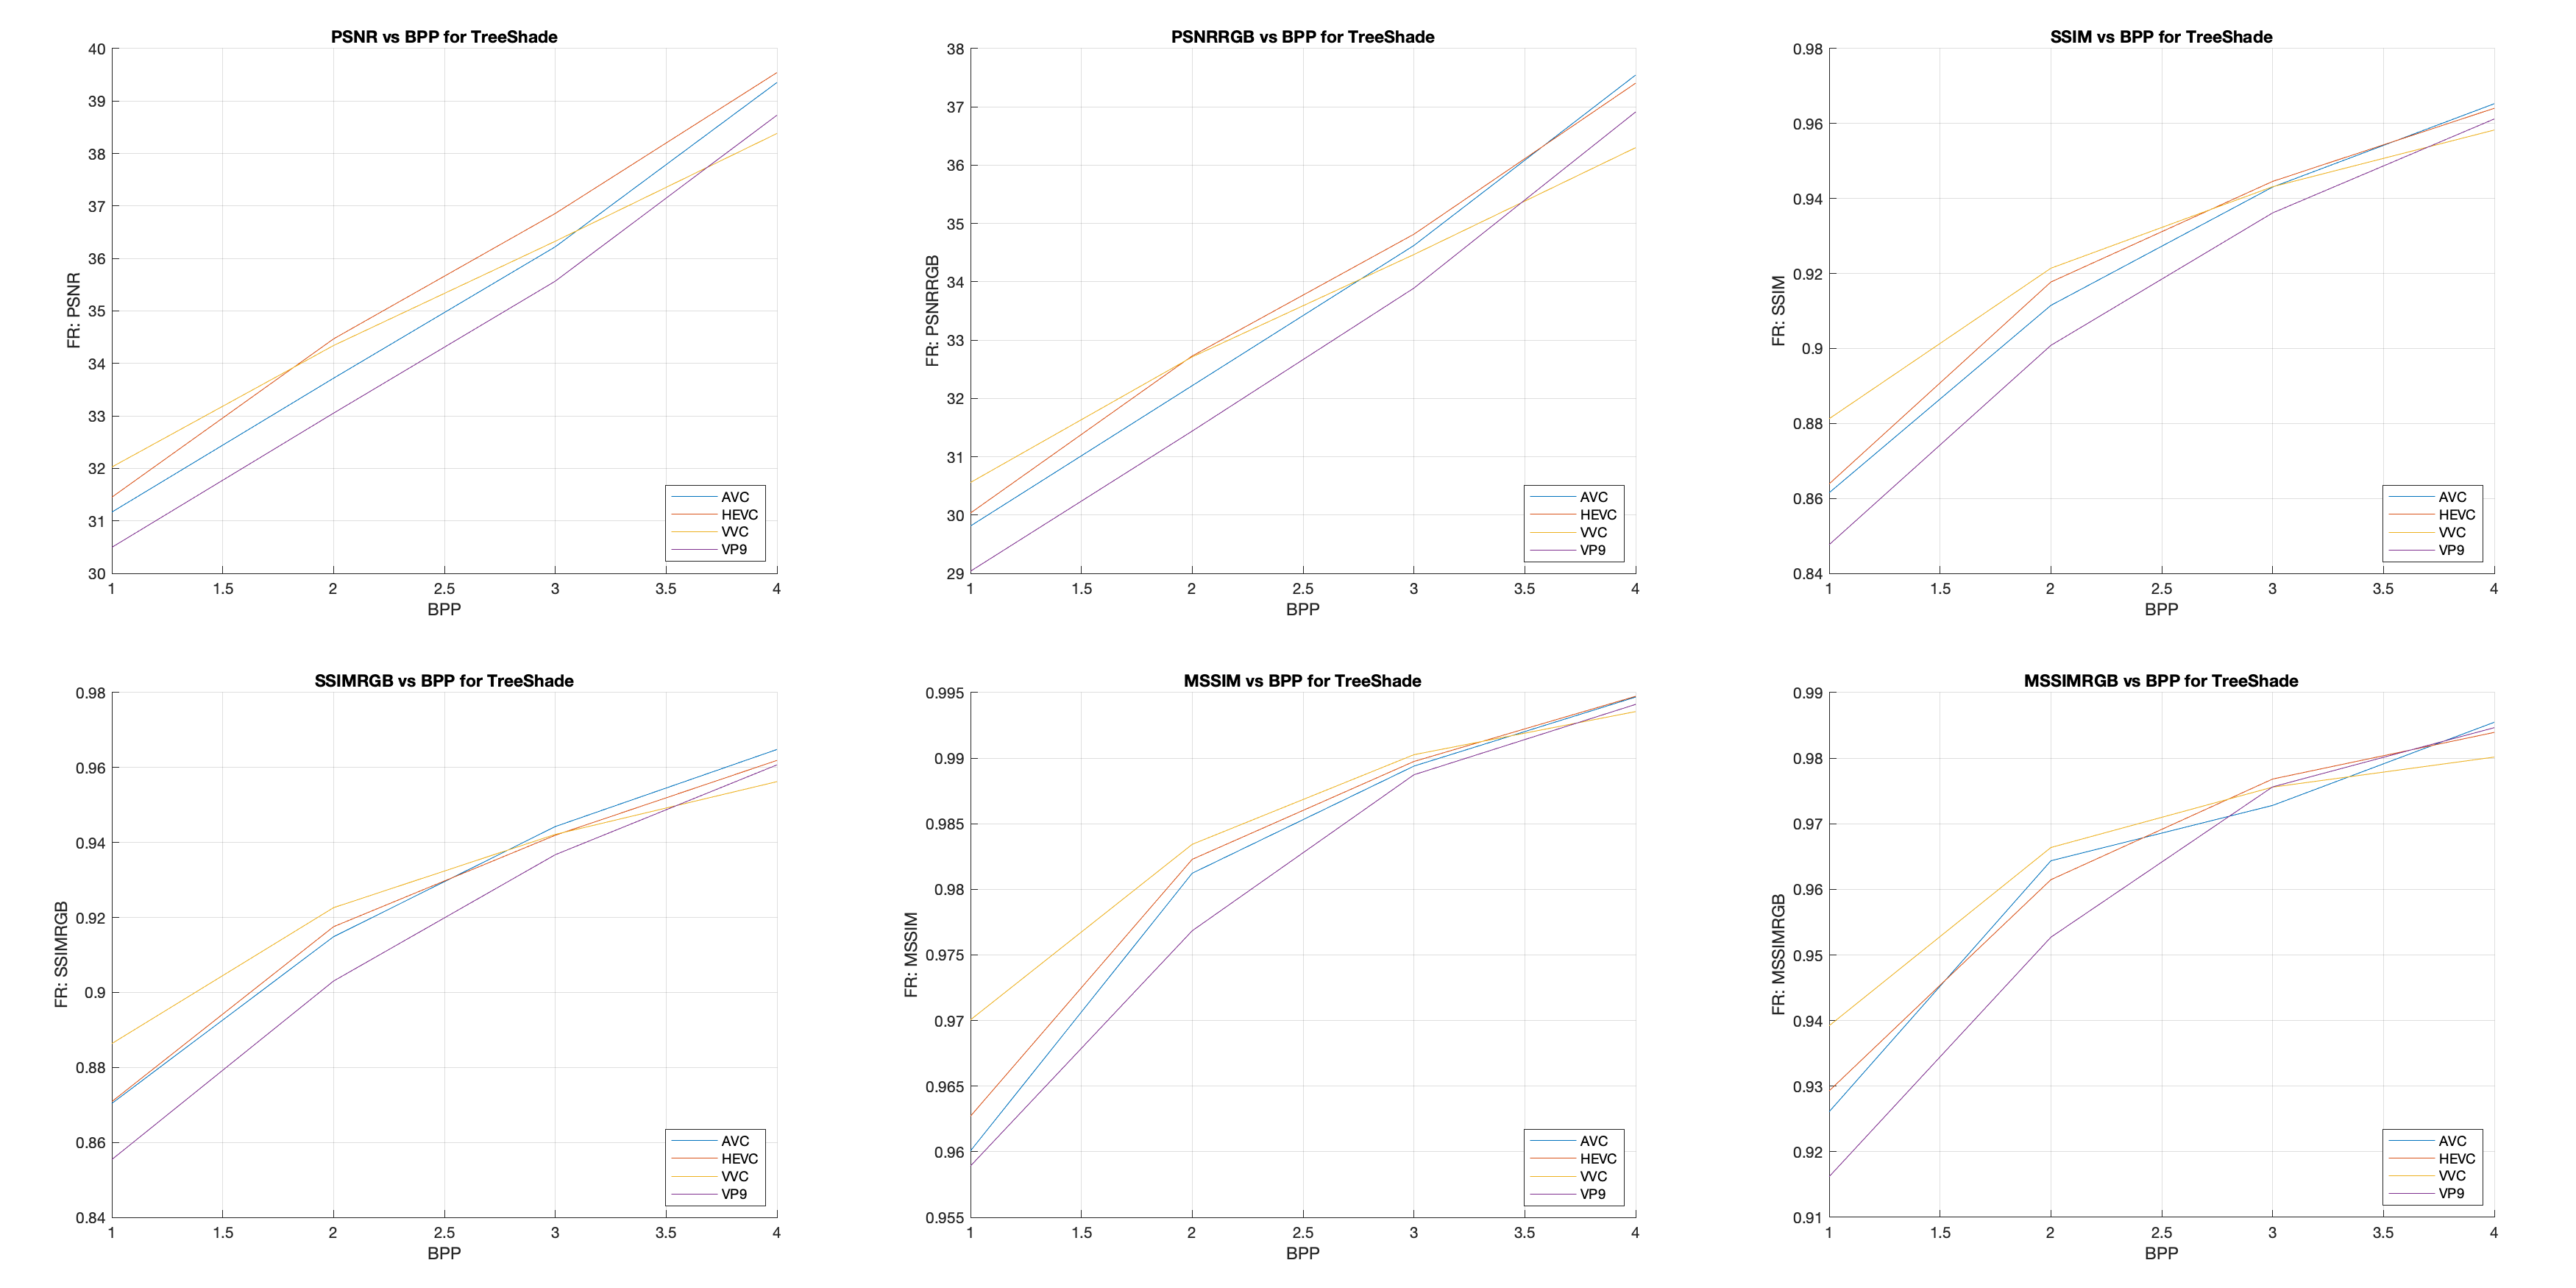 PSNR vs BPP for TreeShade
40
39
38
37
36
35
34
33
32
31
30
FR: PSNR
1 1.5 2 2.5 3 3.5 4
BPP
AVC
HEVC
VVC
VP9
PSNRRGB vs BPP for TreeShade
38
37
36
35
34
33
32
31
30
29
FR: PSNRRGB
1 1.5 2 2.5 3 3.5 4
BPP
AVC
HEVC
VVC
VP9
SSIM vs BPP for TreeShade
0.98
0.96
0.94
0.92
0.9
0.88
0.86
0.84
FR: SSIM
1 1.5 2 2.5 3 3.5 4
BPP
AVC
HEVC
VVC
VP9
SSIMRGB vs BPP for TreeShade
0.98
0.96
0.94
0.92
0.9
0.88
0.86
0.84
FR: SSIMRGB
1 1.5 2 2.5 3 3.5 4
BPP
AVC
HEVC
VVC
VP9
MSSIM vs BPP for TreeShade
0.995
0.99
0.985
0.98
0.975
0.97
0.965
0.96
0.955
FR: MSSIM
1 1.5 2 2.5 3 3.5 4
BPP
AVC
HEVC
VVC
VP9
MSSIMRGB vs BPP for TreeShade
0.99
0.98
0.97
0.96
0.95
0.94
0.93
0.92
0.91
FR: MSSIMRGB
1 1.5 2 2.5 3 3.5 4
BPP
AVC
HEVC
VVC
VP9